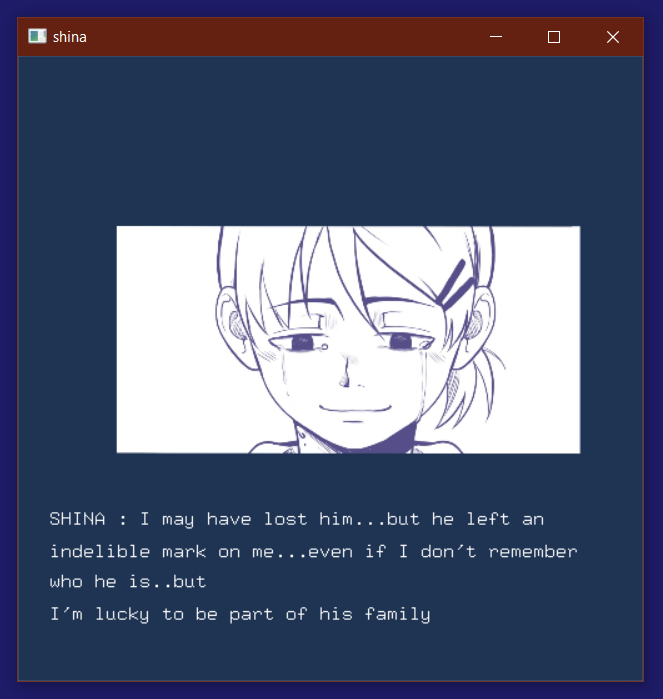 shina
SHINA : I may have lost him...but he left an
indelible mark on me...even if I don't remember
who he is..but
I'm lucky to be part of his family